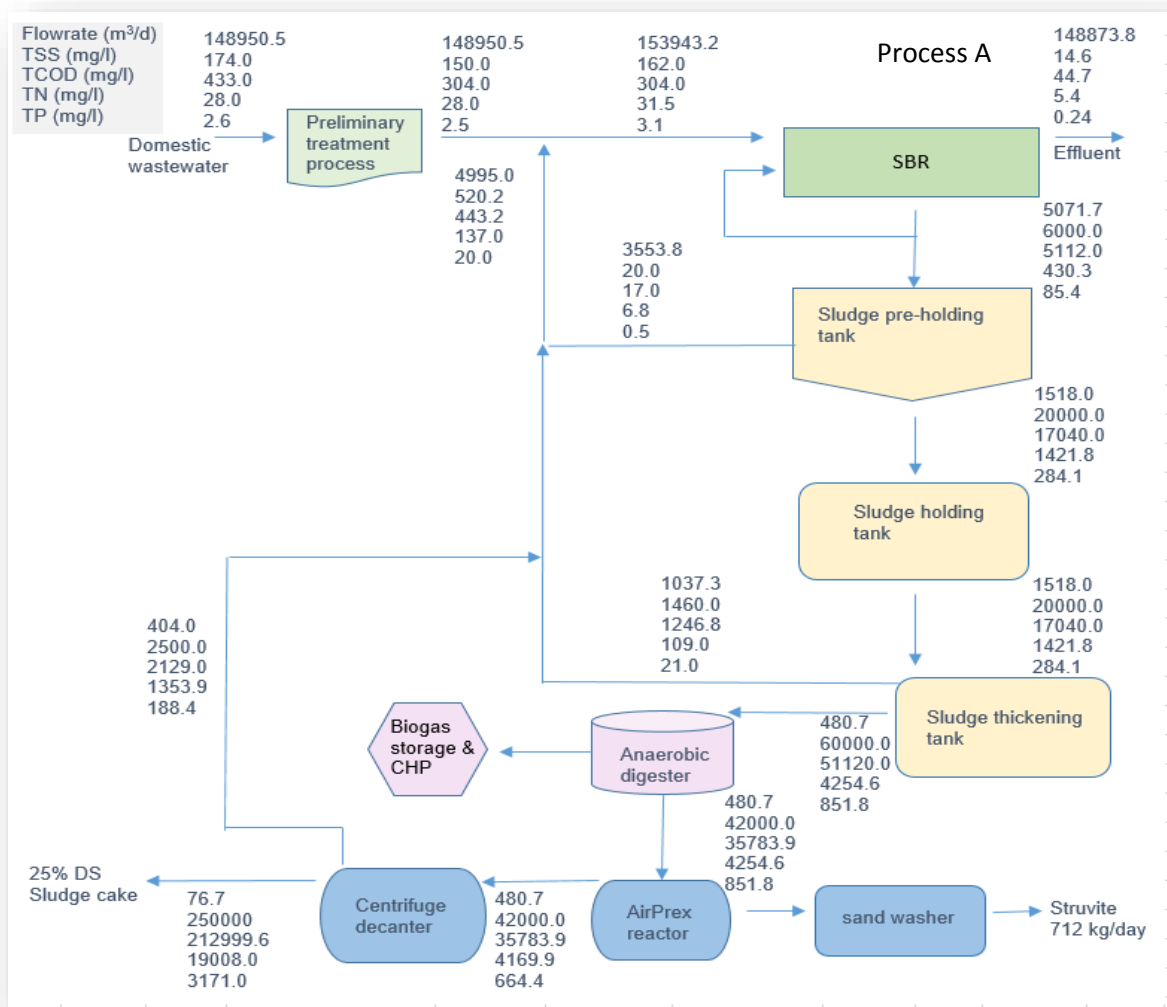 Flowrate (m³/d)
TSS (mg/l)
TCOD (mg/l)
TN (mg/l)
TP (mg/l)
148950.5
174.0
433.0
28.0
2.6
Domestic
wastewater
Preliminary
treatment
process
148950.5
150.0
304.0
28.0
2.5
153943.2
162.0
304.0
31.5
3.1
Process A
148873.8
14.6
44.7
5.4
0.24
Effluent
SBR
4995.0
520.2
443.2
137.0
20.0
5071.7
6000.0
5112.0
430.3
85.4
3553.8
20.0
17.0
6.8
0.5
Sludge pre-holding
tank
1518.0
20000.0
17040.0
1421.8
284.1
Sludge holding
tank
1518.0
20000.0
17040.0
1421.8
284.1
1037.3
1460.0
1246.8
109.0
21.0
404.0
2500.0
2129.0
1353.9
188.4
Sludge thickening
tank
480.7
60000.0
51120.0
4254.6
851.8
Biogas
storage &
CHP
Anaerobic
digester
480.7
42000.0
35783.9
4254.6
851.8
25% DS
Sludge cake
76.7
250000
212999.6
19008.0
3171.0
Centrifuge
decanter
480.7
42000.0
35783.9
4169.9
664.4
AirPrex
reactor
sand washer
Struvite
712 kg/day